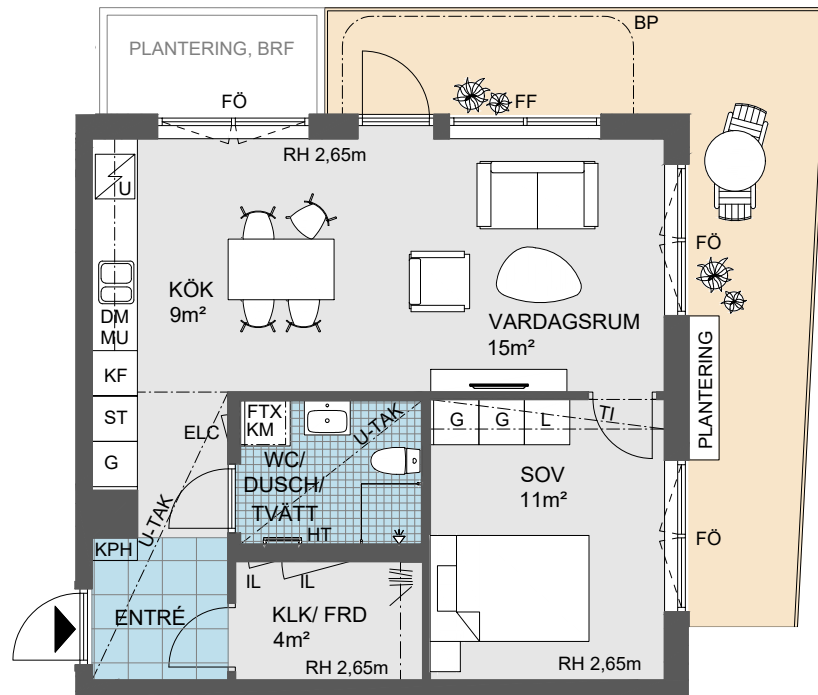 PLANTERING, BRF
BP
FÖ
FF
RH 2,65m
U
KÖK
9m²
DM
MU
VARDAGSRUM
15m²
FÖ
PLANTERING
KF
ST
G
ELC
FTX
KM
U-TAK
WC/
DUSCH/
TVÄTT
HT
G
G
L
TI
SOV
11m²
FÖ
U-TAK
KPH
ENTRÉ
IL
IL
KLK/ FRD
4m²
RH 2,65m
RH 2,65m